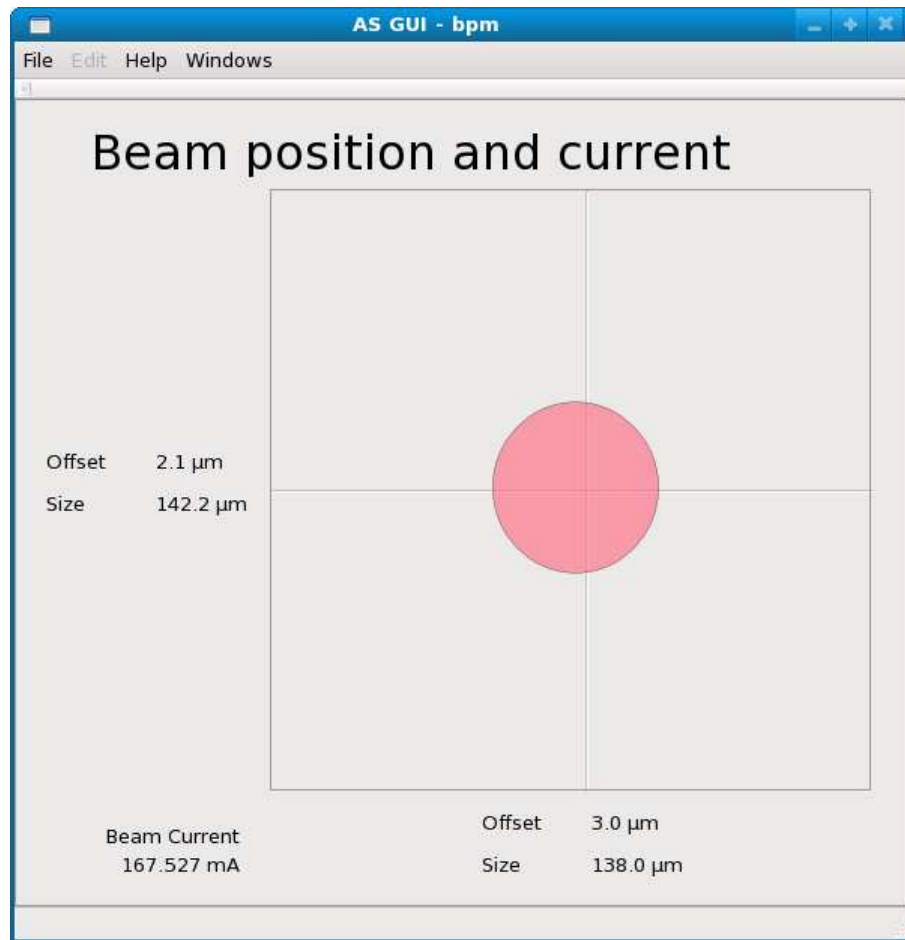 AS GUI - bpm
File Edit Help Windows
Beam position and current
Offset 2.1 µm
Size 142.2 µm
Offset 3.0 µm
Size 138.0 µm
Beam Current
167.527 mA